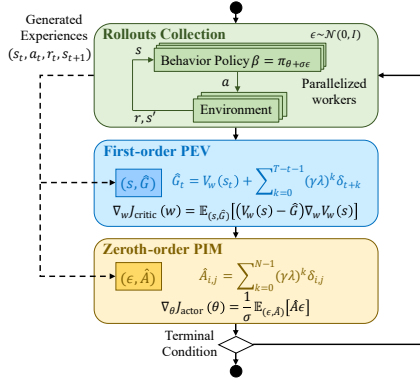 Generated
Experiences
(s_t, a_t, r_t, s_{t+1})
Rollouts Collection
ϵ~𝒩(0, I)
s
Behavior Policy β = π_{θ+σϵ}
a
Parallelized
workers
Environment
r, s′
First-order PEV
(s, Ĝ)
Ĝ_t = V_w(s_t) + ∑_{k=0}^{T−t−1} (γλ)^k δ_{t+k}
∇_w J_critic (w) = 𝔼_{(s,Ĝ)}[(V_w(s) − Ĝ)∇_w V_w(s)]
Zeroth-order PIM
(ϵ, Â)
Â_{i,j} = ∑_{k=0}^{N−1} (γλ)^k δ_{i,j}
∇_θ J_actor (θ) = 1/σ 𝔼_{(ϵ,Â)}[Âϵ]
Terminal
Condition